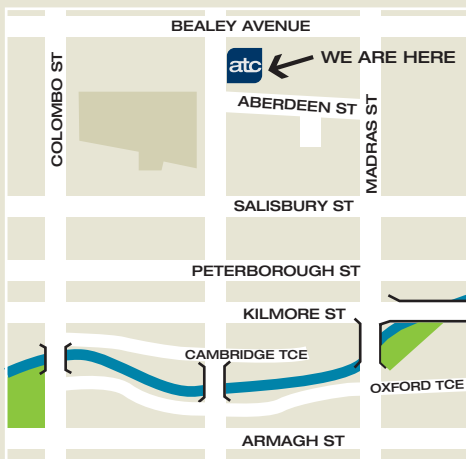 BEALEY AVENUE
atc
WE ARE HERE
COLOMBO ST
ABERDEEN ST
MADRAS ST
SALISBURY ST
PETERBOROUGH ST
KILMORE ST
CAMBRIDGE TCE
OXFORD TCE
ARMAGH ST